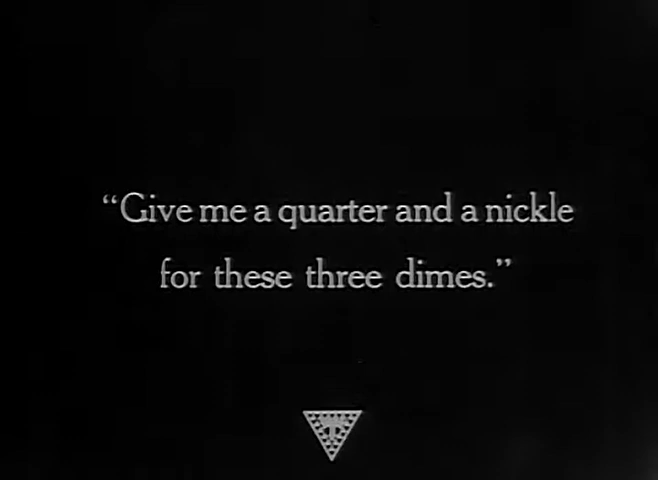 “Give me a quarter and a nickle
for these three dimes.”